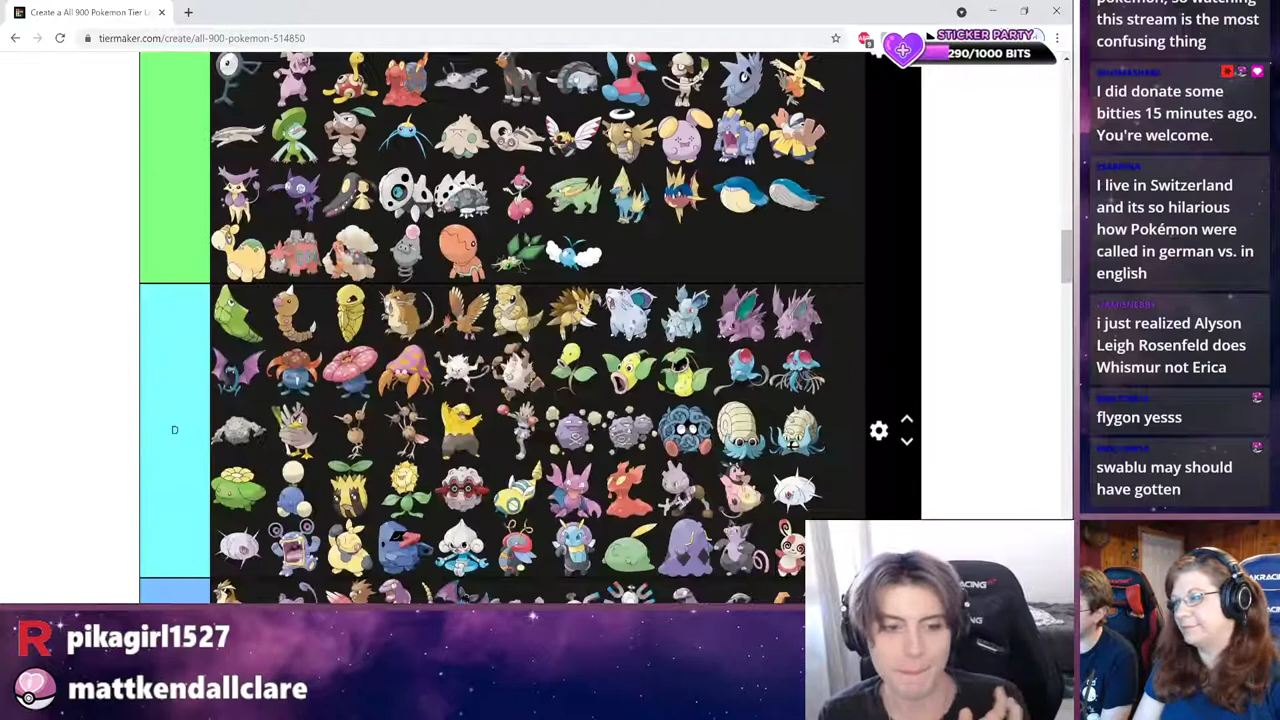 Create a All 900 Pokemon Tier L
tiermaker.com/create/all-900-pokemon-514850
STICKER PARTY
290/1000 BITS
pokemon, so watching
this stream is the most
confusing thing
I did donate some
bitties 15 minutes ago.
You're welcome.
I live in Switzerland
and its so hilarious
how Pokémon were
called in german vs. in
english
i just realized Alyson
Leigh Rosenfeld does
Whismur not Erica
flygon yesss
swablu may should
have gotten
D
R pikagirl1527
mattkendallclare
AKRACING